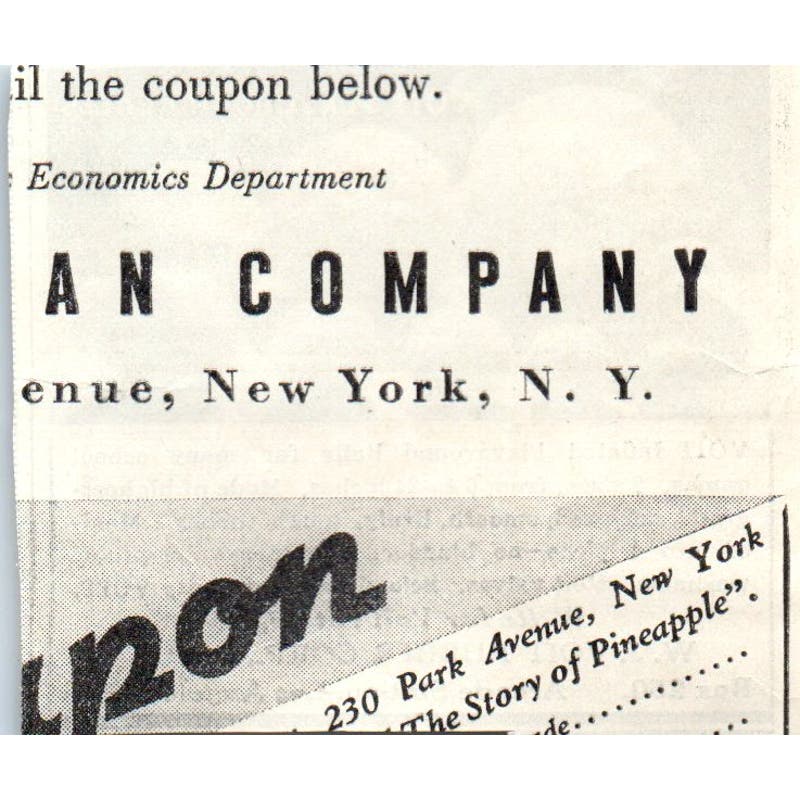 il the coupon below.
Economics Department
AN COMPANY
enue, New York, N. Y.
upon
230 Park Avenue, New York
The Story of Pineapple".
de..............